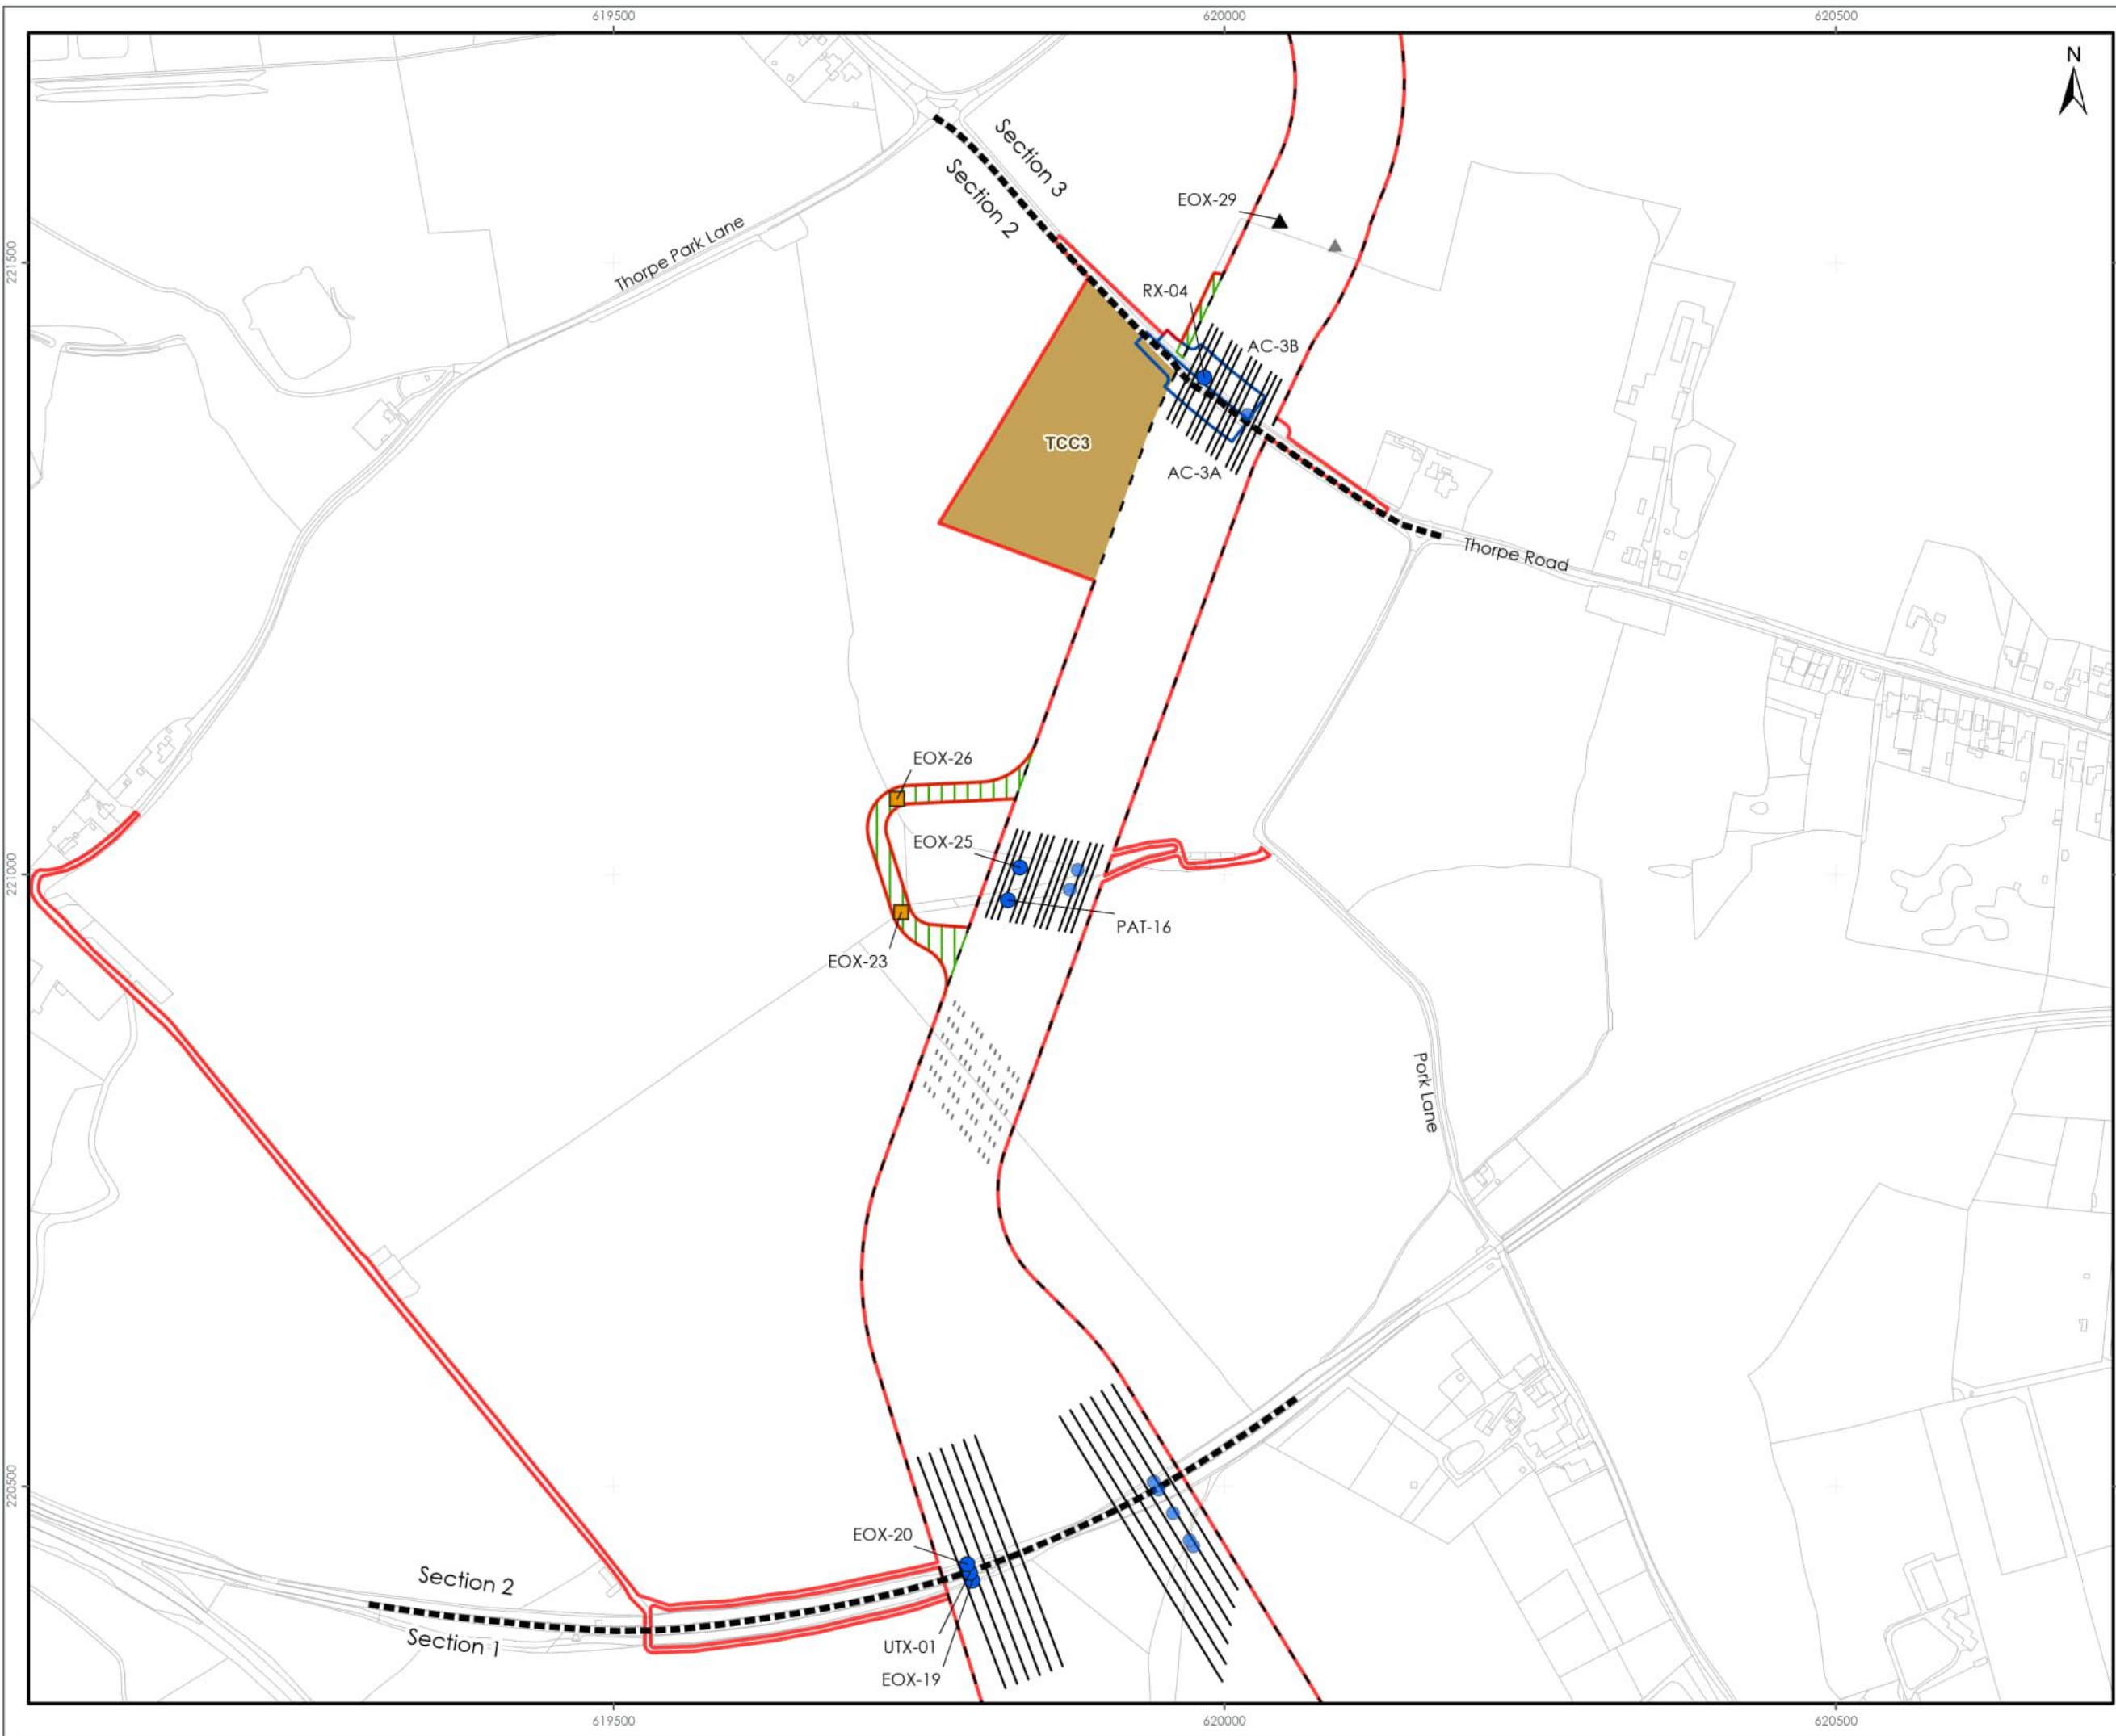 619500
620000
620500
N
Section 3
Section 2
Thorpe Park Lane
EOX-29
221500
RX-04
AC-3B
TCC3
AC-3A
Thorpe Road
EOX-26
EOX-25
221000
PAT-16
EOX-23
Pork Lane
220500
EOX-20
Section 2
Section 1
UTX-01
EOX-19
619500
620000
620500